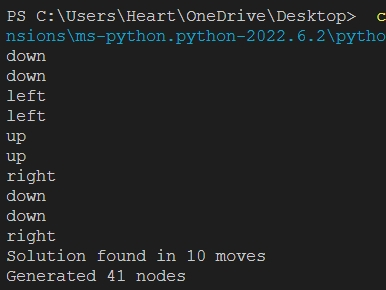 PS C:\Users\Heart\OneDrive\Desktop>  c
nsions\ms-python.python-2022.6.2\pytho
down
down
left
left
up
up
right
down
down
right
Solution found in 10 moves
Generated 41 nodes